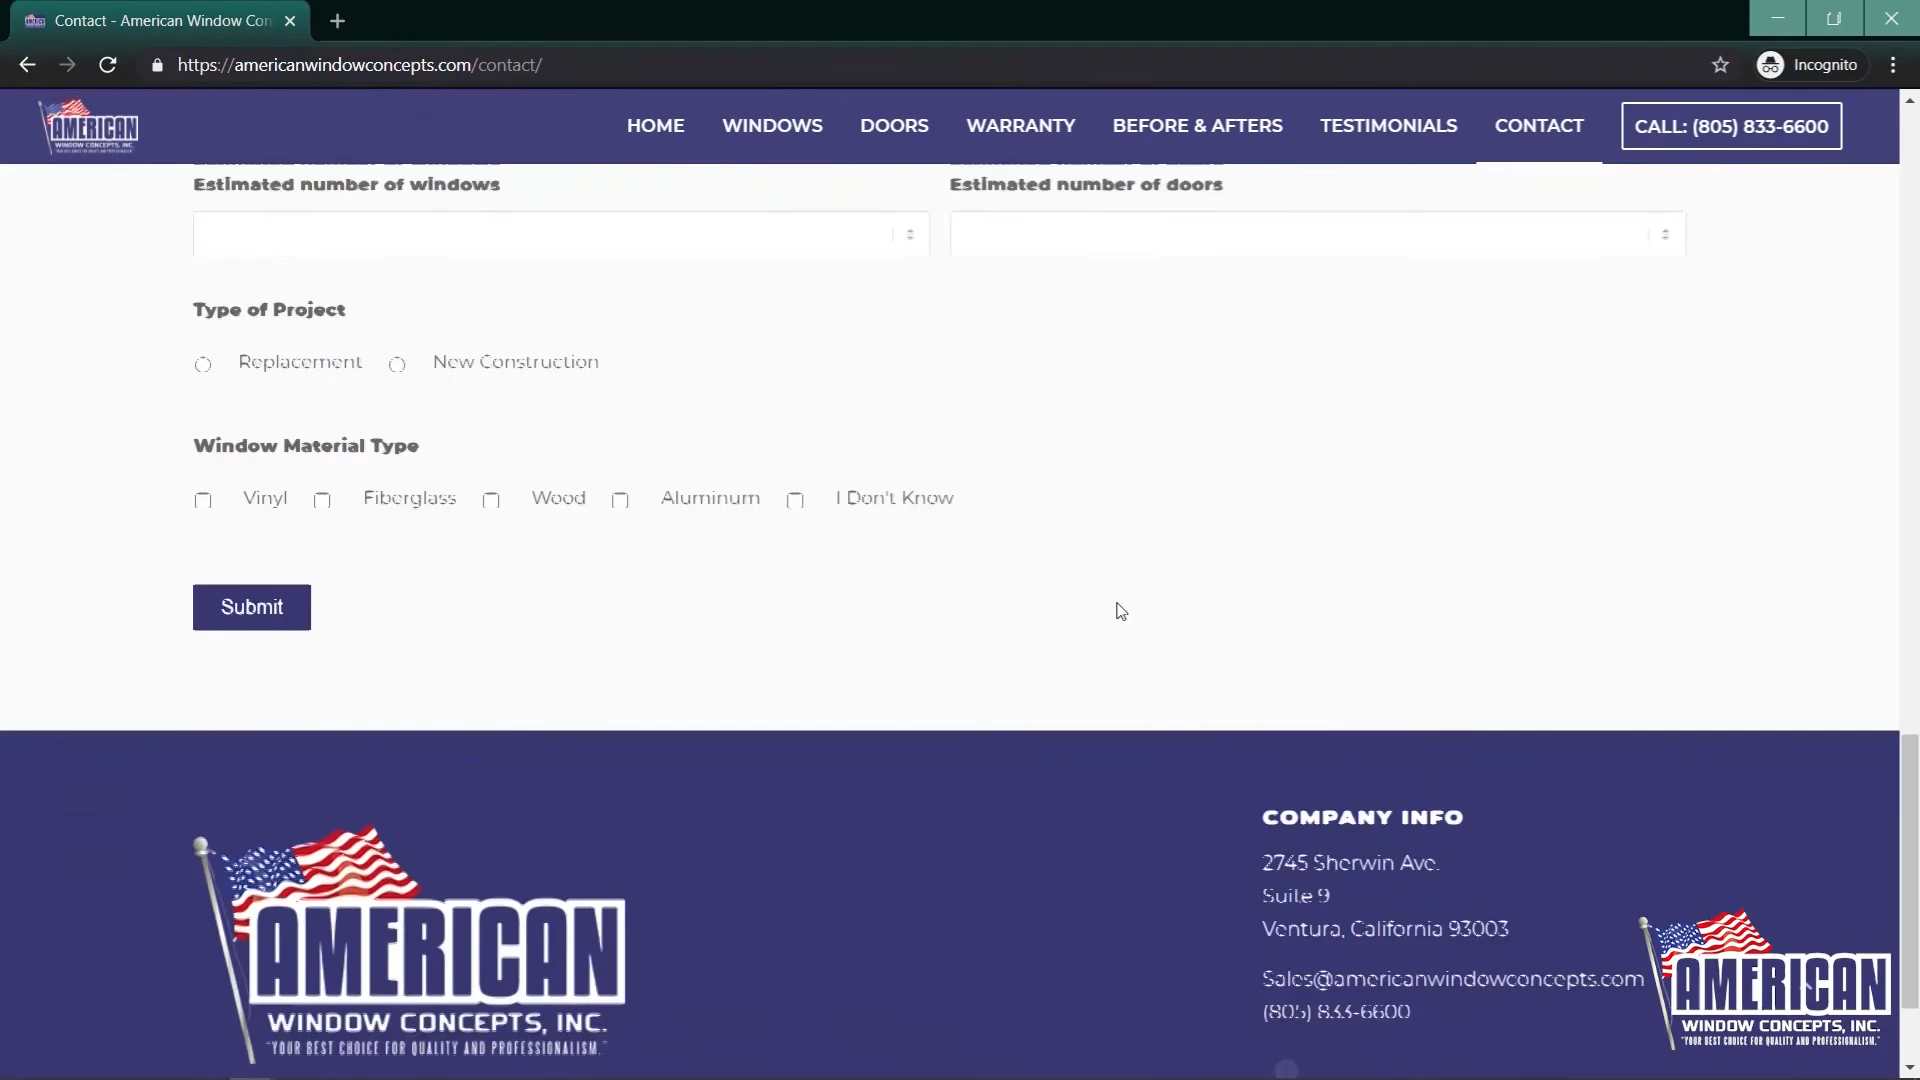 Contact - American Window Con
https://americanwindowconcepts.com/contact/
Incognito
AMERICAN
WINDOW CONCEPTS, INC.
HOME
WINDOWS
DOORS
WARRANTY
BEFORE & AFTERS
TESTIMONIALS
CONTACT
CALL: (805) 833-6600
Estimated number of windows
Estimated number of doors
Type of Project
Replacement
New Construction
Window Material Type
Vinyl
Fiberglass
Wood
Aluminum
I Don't Know
Submit
AMERICAN
WINDOW CONCEPTS, INC.
"YOUR BEST CHOICE FOR QUALITY AND PROFESSIONALISM."
COMPANY INFO
2745 Sherwin Ave.
Suite 9
Ventura, California 93003
Sales@americanwindowconcepts.com
(805) 833-6600
AMERICAN
WINDOW CONCEPTS, INC.
"YOUR BEST CHOICE FOR QUALITY AND PROFESSIONALISM."